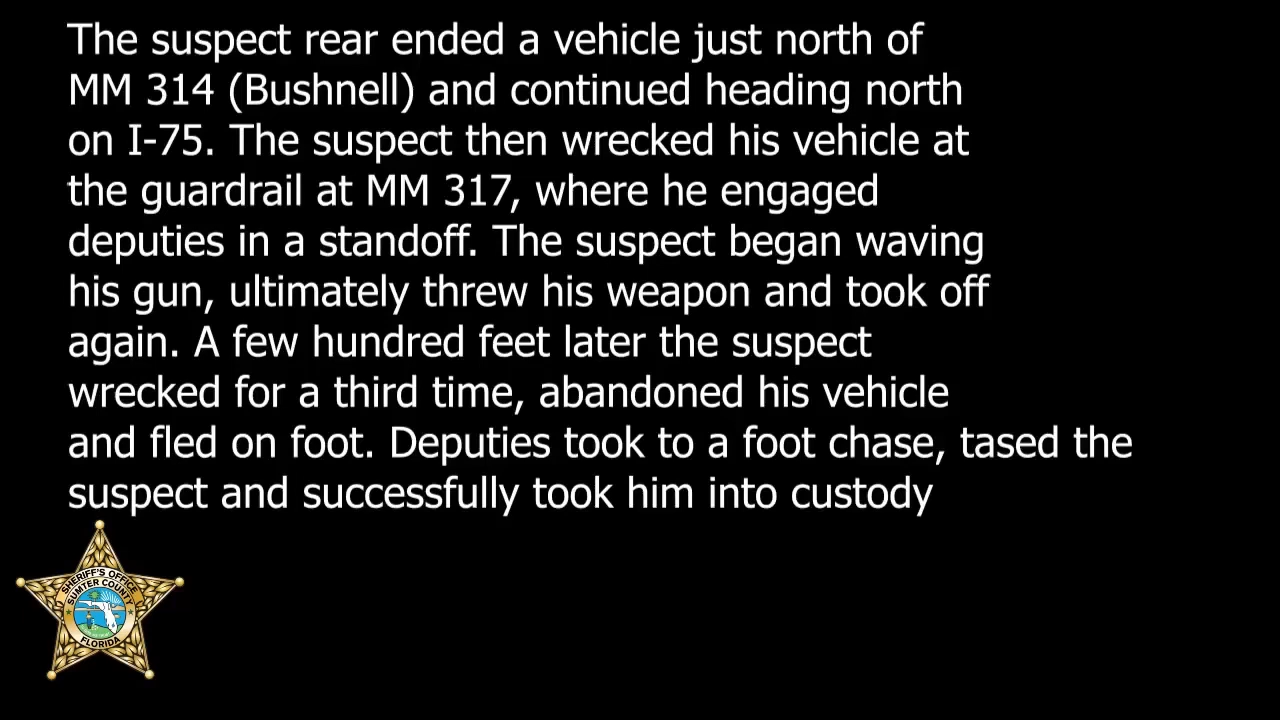 The suspect rear ended a vehicle just north of
MM 314 (Bushnell) and continued heading north
on I-75. The suspect then wrecked his vehicle at
the guardrail at MM 317, where he engaged
deputies in a standoff. The suspect began waving
his gun, ultimately threw his weapon and took off
again. A few hundred feet later the suspect
wrecked for a third time, abandoned his vehicle
and fled on foot. Deputies took to a foot chase, tased the
suspect and successfully took him into custody
SHERIFF'S OFFICE
SUMTER COUNTY
FLORIDA